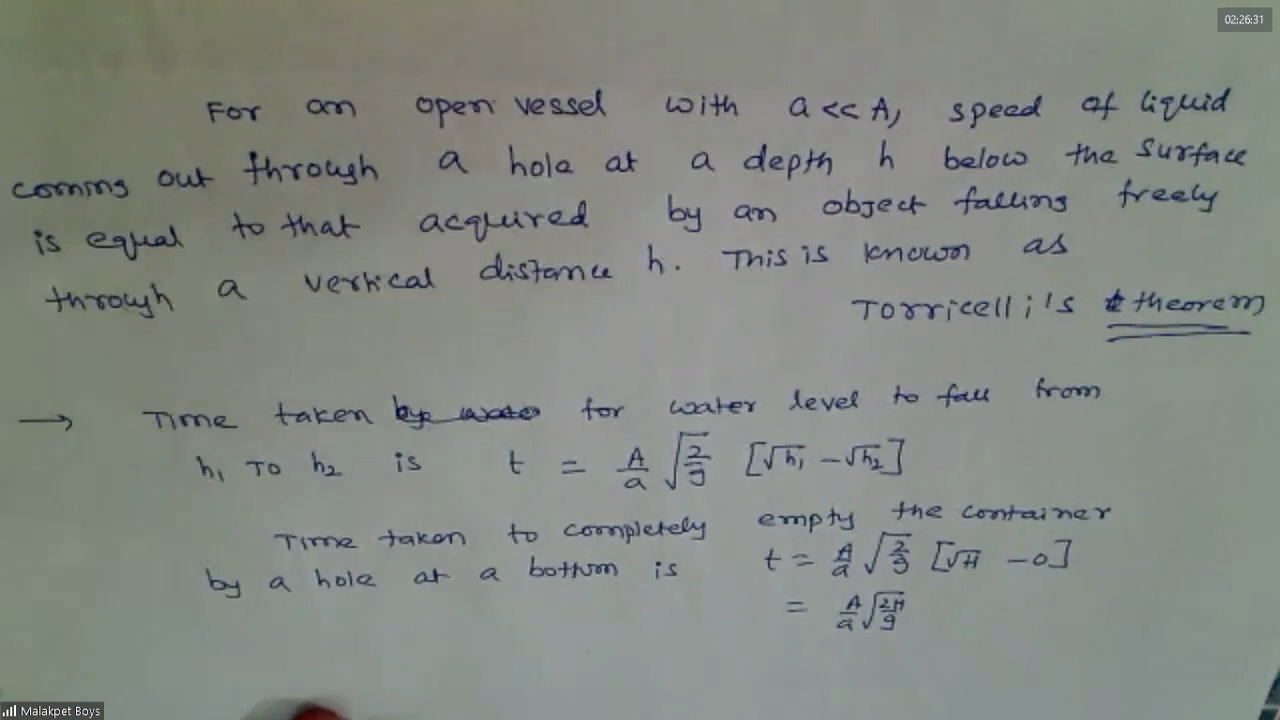 02:26:31
For an open vessel with a << A, speed of liquid
coming out through a hole at a depth h below the surface
is equal to that acquired by an object falling freely
through a vertical distance h. This is known as
Torricelli's theorem
→ Time taken by wate for water level to fall from
h₁ To h₂ is t = A/a √(2/g) [√h₁ - √h₂]
Time taken to completely empty the container
by a hole at a bottom is t = A/a √(2/g) [√H - 0]
= A/a √(2H/g)
Malakpet Boys